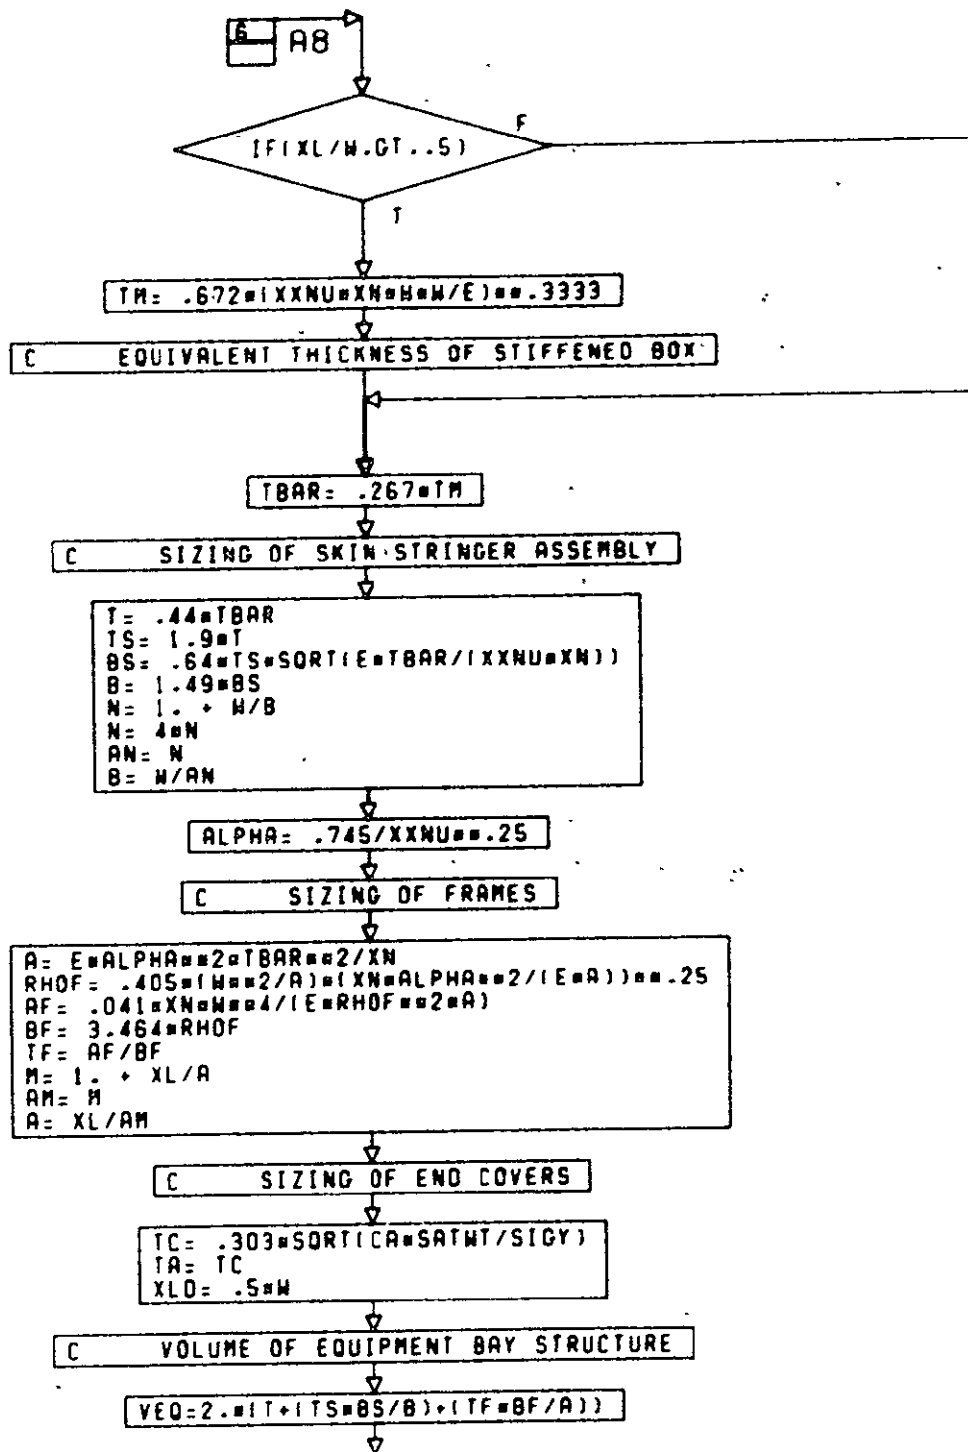 6
A8
IF(XL/W.GT..5)
F
T
TM= .672*(XXNU*XN*W*W/E)**.3333
C EQUIVALENT THICKNESS OF STIFFENED BOX
TBAR= .267*TM
C SIZING OF SKIN STRINGER ASSEMBLY
T= .44*TBAR
TS= 1.9*T
BS= .64*TS*SQRT(E*TBAR/(XXNU*XN))
B= 1.49*BS
N= 1. + W/B
N= 4*N
AN= N
B= W/AN
ALPHA= .745/XXNU**.25
C SIZING OF FRAMES
A= E*ALPHA**2*TBAR**2/XN
RHOF= .405*(W**2/A)*(XN*ALPHA**2/(E*A))**.25
AF= .041*XN*W**4/(E*RHOF**2*A)
BF= 3.464*RHOF
TF= AF/BF
M= 1. + XL/A
AM= M
A= XL/AM
C SIZING OF END COVERS
TC= .303*SQRT(CA*SATWT/SIGY)
TA= TC
XLO= .5*W
C VOLUME OF EQUIPMENT BAY STRUCTURE
VEQ=2.*(T+(TS*BS/B)+(TF*BF/A))